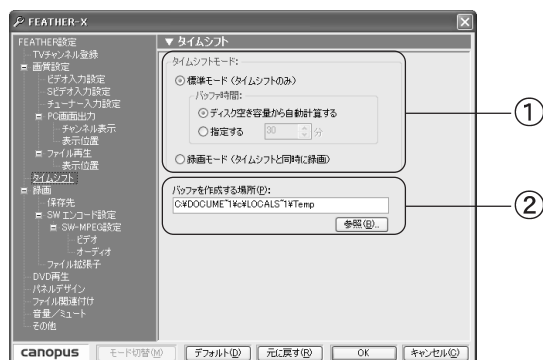 FEATHER-X
FEATHER設定
TVチャンネル登録
画質設定
ビデオ入力設定
Sビデオ入力設定
チューナー入力設定
PC画面出力
チャンネル表示
表示位置
ファイル再生
表示位置
タイムシフト
録画
保存先
SWエンコード設定
SW-MPEG設定
ビデオ
オーディオ
ファイル拡張子
DVD再生
パネルデザイン
ファイル関連付け
音量／ミュート
その他
▼ タイムシフト
タイムシフトモード:
標準モード (タイムシフトのみ)
バッファ時間:
ディスク空き容量から自動計算する
指定する 30 分
録画モード (タイムシフトと同時に録画)
①
バッファを作成する場所(P):
C:¥DOCUME~1¥c¥LOCALS~1¥Temp
参照(B)...
②
canopus モード切替(M) デフォルト(D) 元に戻す(R) OK キャンセル(C)